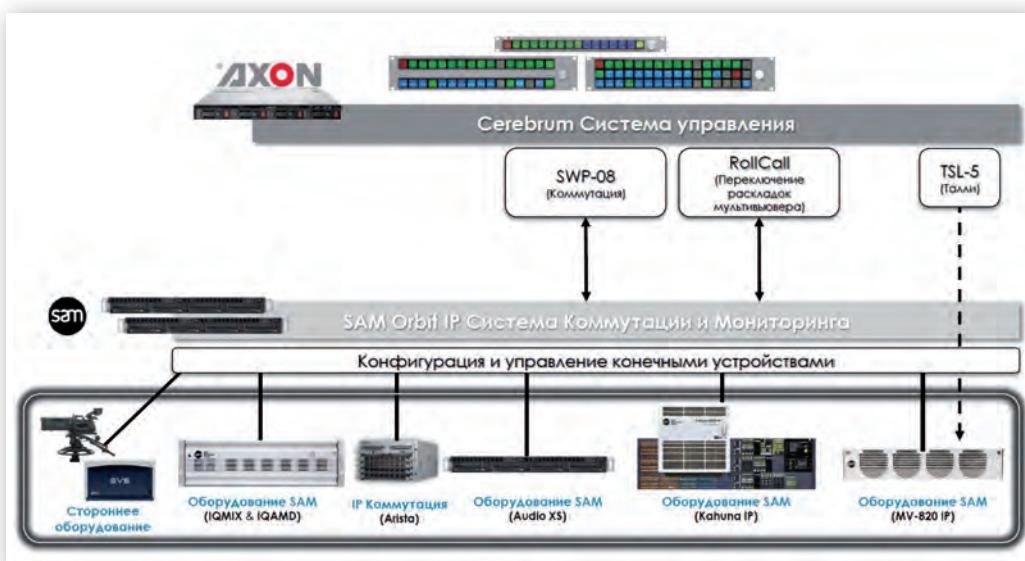 AXON
Cerebrum Система управления
SWP-08
(Коммутация)
RollCall
(Переключение
раскладок
мультивьювера)
TSL-5
(Талли)
sam
SAM Orbit IP Система Коммутации и Мониторинга
Конфигурация и управление конечными устройствами
EVS
Стороннее
оборудование
Оборудование SAM
(IQMIX & IQAMD)
IP Коммутация
(Arista)
Оборудование SAM
(Audio XS)
Оборудование SAM
(Kahuna IP)
Оборудование SAM
(MV-820 IP)